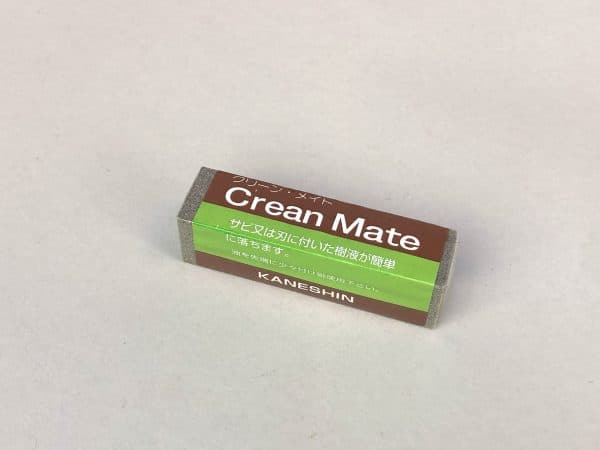 クリーン・メイト
Crean Mate
サビ又は刃に付いた樹液が簡単
に落ちます。
KANESHIN